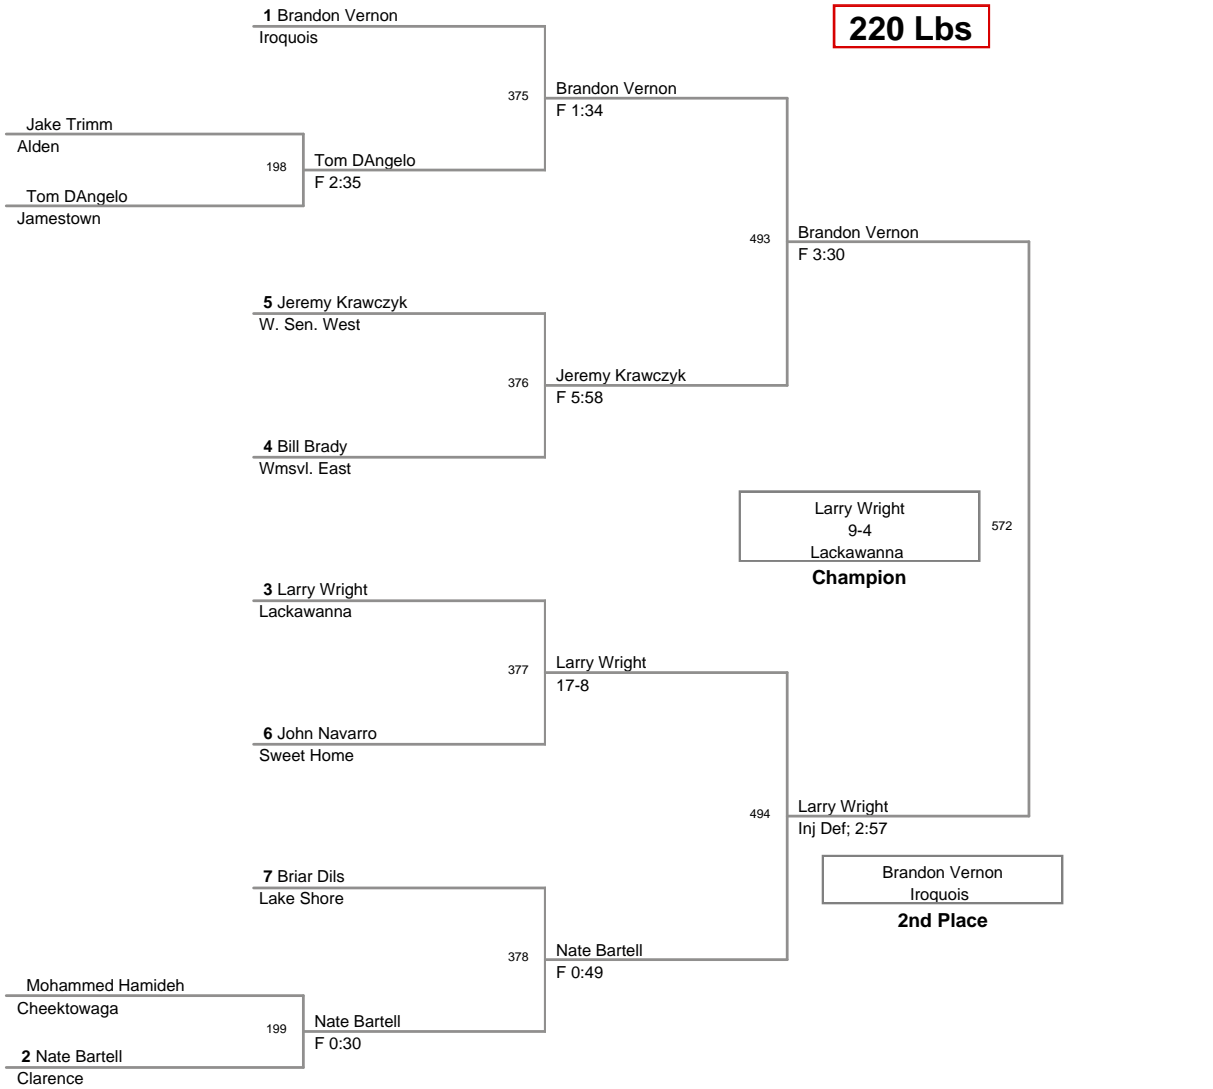 1 Brandon Vernon
Iroquois
220 Lbs
375
Brandon Vernon
F 1:34
Jake Trimm
Alden
198
Tom DAngelo
F 2:35
Tom DAngelo
Jamestown
493
Brandon Vernon
F 3:30
5 Jeremy Krawczyk
W. Sen. West
376
Jeremy Krawczyk
F 5:58
4 Bill Brady
Wmsvl. East
Larry Wright
9-4
Lackawanna
572
Champion
3 Larry Wright
Lackawanna
377
Larry Wright
17-8
6 John Navarro
Sweet Home
494
Larry Wright
Inj Def; 2:57
7 Briar Dils
Lake Shore
Brandon Vernon
Iroquois
2nd Place
378
Nate Bartell
F 0:49
Mohammed Hamideh
Cheektowaga
199
Nate Bartell
F 0:30
2 Nate Bartell
Clarence